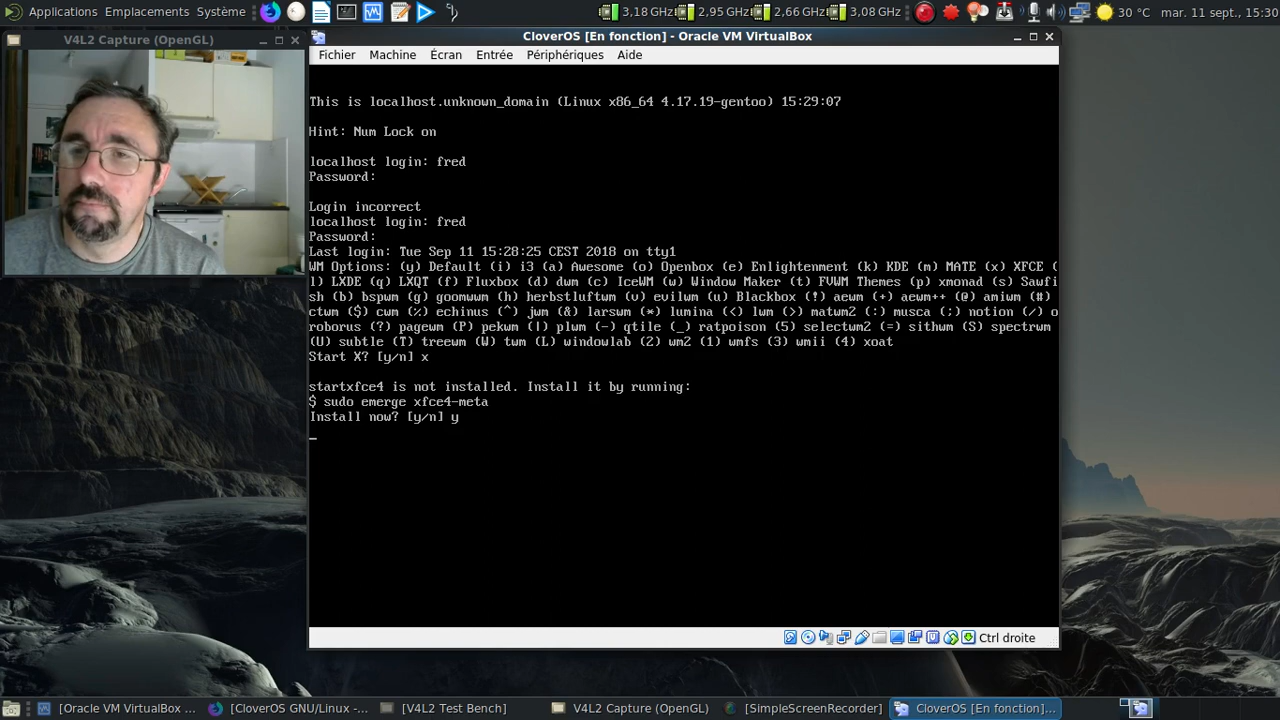 Applications Emplacements Système 3,18 GHz 2,95 GHz 2,66 GHz 3,08 GHz 30 °C mar. 11 sept., 15:30
V4L2 Capture (OpenGL)
CloverOS [En fonction] - Oracle VM VirtualBox
Fichier Machine Écran Entrée Périphériques Aide
This is localhost.unknown_domain (Linux x86_64 4.17.19-gentoo) 15:29:07
Hint: Num Lock on
localhost login: fred
Password:
Login incorrect
localhost login: fred
Password:
Last login: Tue Sep 11 15:28:25 CEST 2018 on tty1
WM Options: (y) Default (i) i3 (a) Awesome (o) Openbox (e) Enlightenment (k) KDE (m) MATE (x) XFCE (
l) LXDE (q) LXQT (f) Fluxbox (d) dwm (c) IceWM (w) Window Maker (t) FVWM Themes (p) xmonad (s) Sawfi
sh (b) bspwm (g) goomwwm (h) herbstluftwm (v) evilwm (u) Blackbox (!) aewm (+) aewm++ (@) amiwm (#)
ctwm ($) cwm (%) echinus (^) jwm (&) larswm (*) lumina (<) lwm (>) matwm2 (:) musca (;) notion (/) o
roborus (?) pagewm (P) pekwm (|) plwm (-) qtile (_) ratpoison (5) selectwm2 (=) sithwm (S) spectrwm
(U) subtle (T) treewm (W) twm (L) windowlab (2) wm2 (1) wmfs (3) wmii (4) xoat
Start X? [y/n] x
startxfce4 is not installed. Install it by running:
$ sudo emerge xfce4-meta
Install now? [y/n] y
Ctrl droite
[Oracle VM VirtualBox ... [CloverOS GNU/Linux -... [V4L2 Test Bench] V4L2 Capture (OpenGL) [SimpleScreenRecorder] CloverOS [En fonction]...